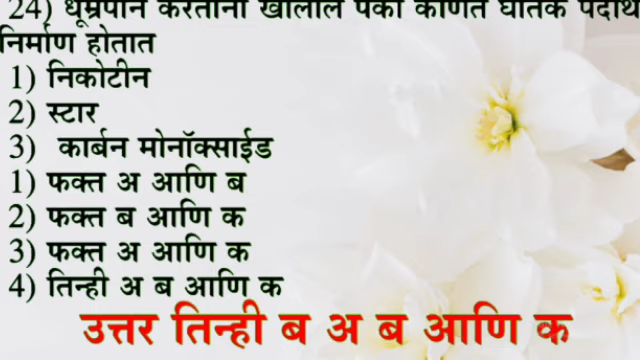 24) धूम्रपान करताना खालील पैकी कोणते घातक पदार्थ
निर्माण होतात
1) निकोटीन
2) स्टार
3) कार्बन मोनॉक्साईड
1) फक्त अ आणि ब
2) फक्त ब आणि क
3) फक्त अ आणि क
4) तिन्ही अ ब आणि क
उत्तर तिन्ही ब अ ब आणि क